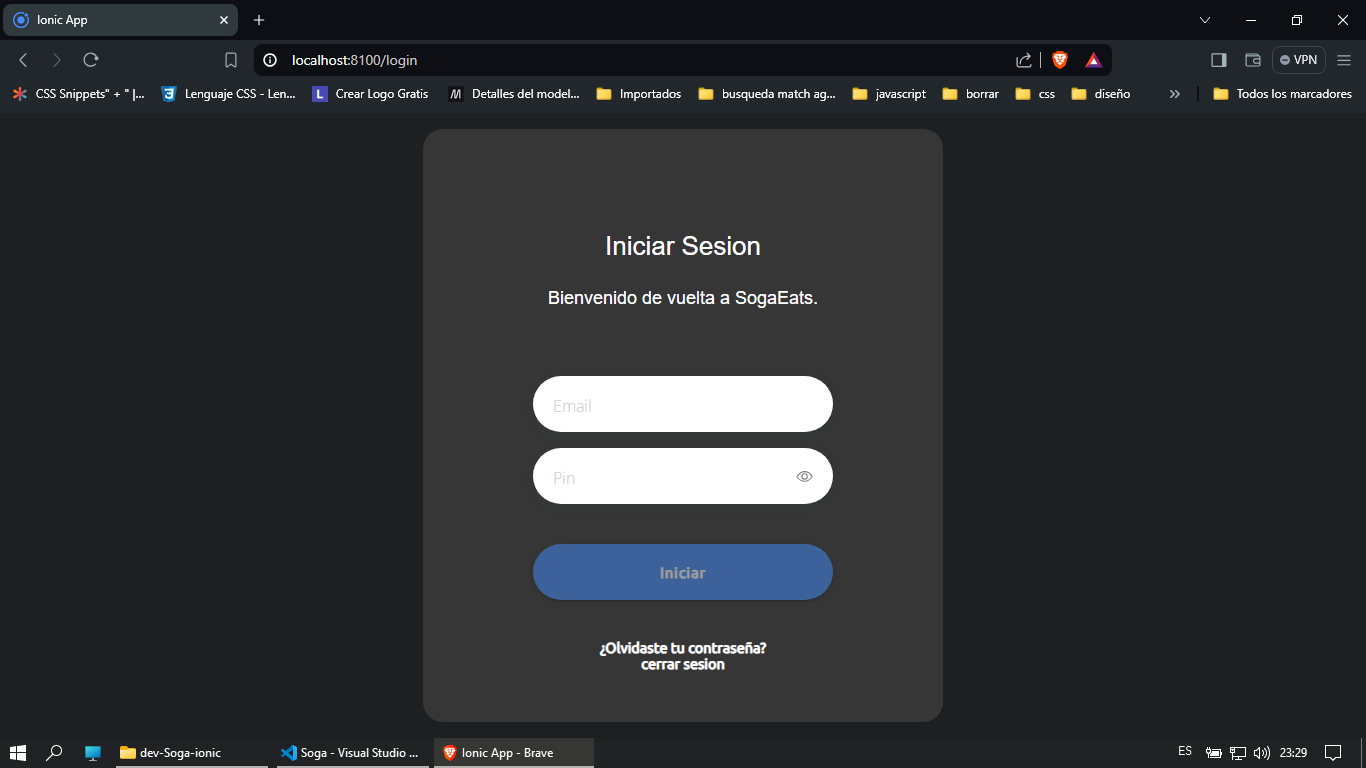 Ionic App
localhost:8100/login
VPN
CSS Snippets" + " |...
Lenguaje CSS - Len...
L
Crear Logo Gratis
M
Detalles del model...
Importados
busqueda match ag...
javascript
borrar
css
diseño
»
Todos los marcadores
Iniciar Sesion
Bienvenido de vuelta a SogaEats.
Email
Pin
Iniciar
¿Olvidaste tu contraseña?
cerrar sesion
dev-Soga-ionic
Soga - Visual Studio ...
Ionic App - Brave
ES
23:29